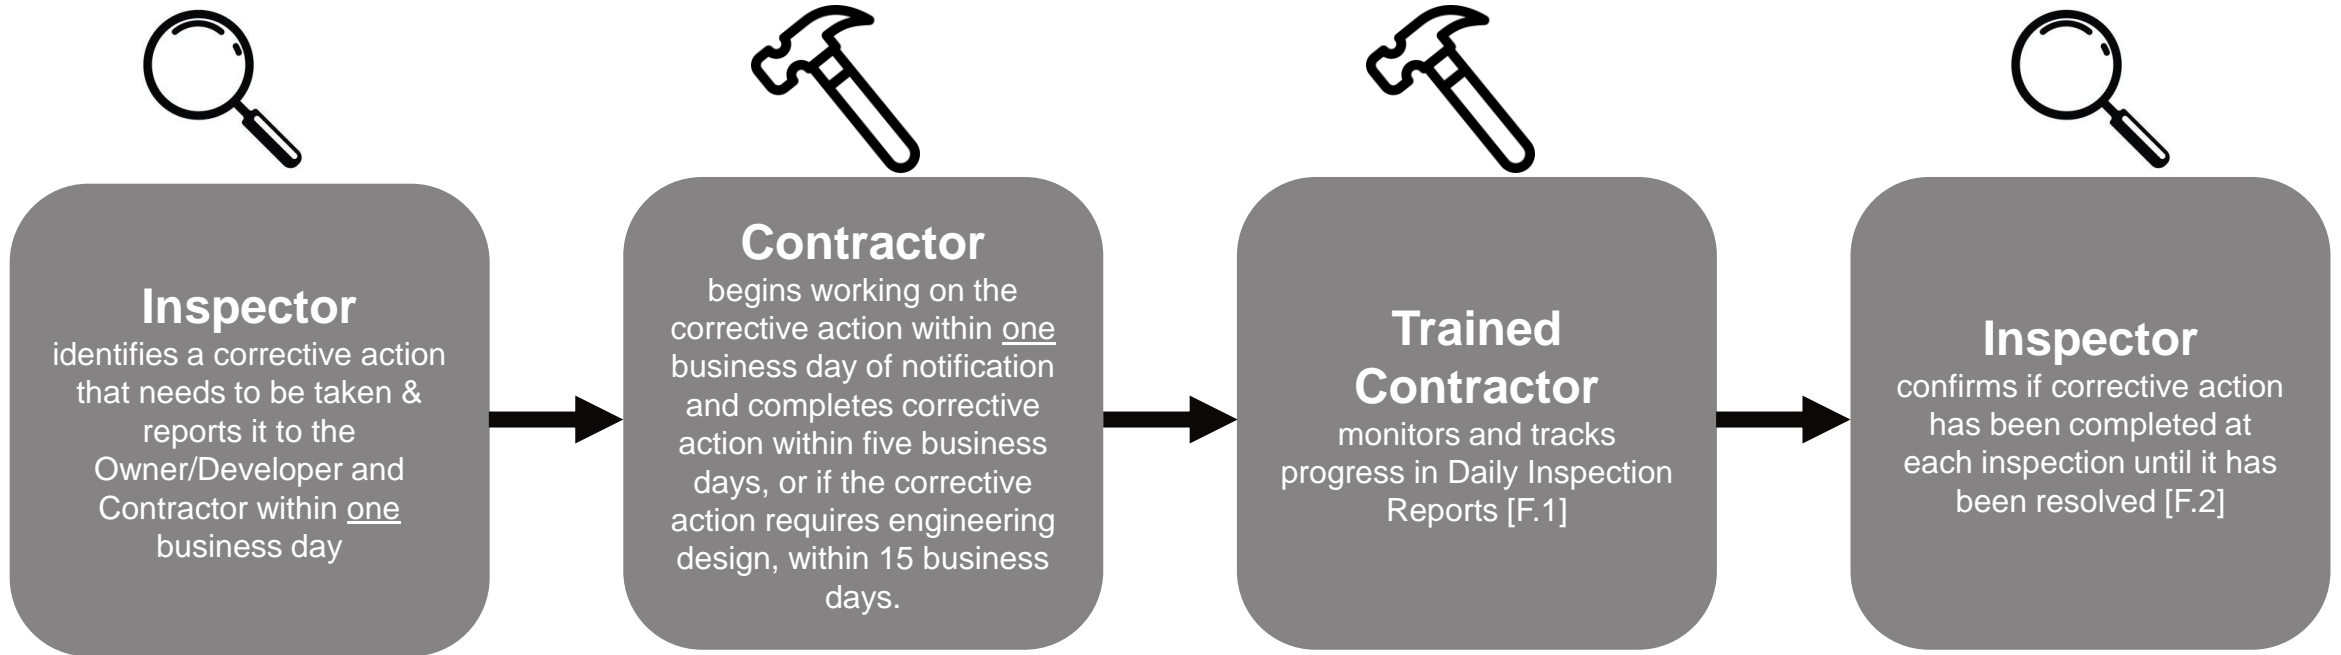 Inspector
identifies a corrective action
that needs to be taken &
reports it to the
Owner/Developer and
Contractor within one
business day
Contractor
begins working on the
corrective action within one
business day of notification
and completes corrective
action within five business
days, or if the corrective
action requires engineering
design, within 15 business
days.
Trained
Contractor
monitors and tracks
progress in Daily Inspection
Reports [F.1]
Inspector
confirms if corrective action
has been completed at
each inspection until it has
been resolved [F.2]